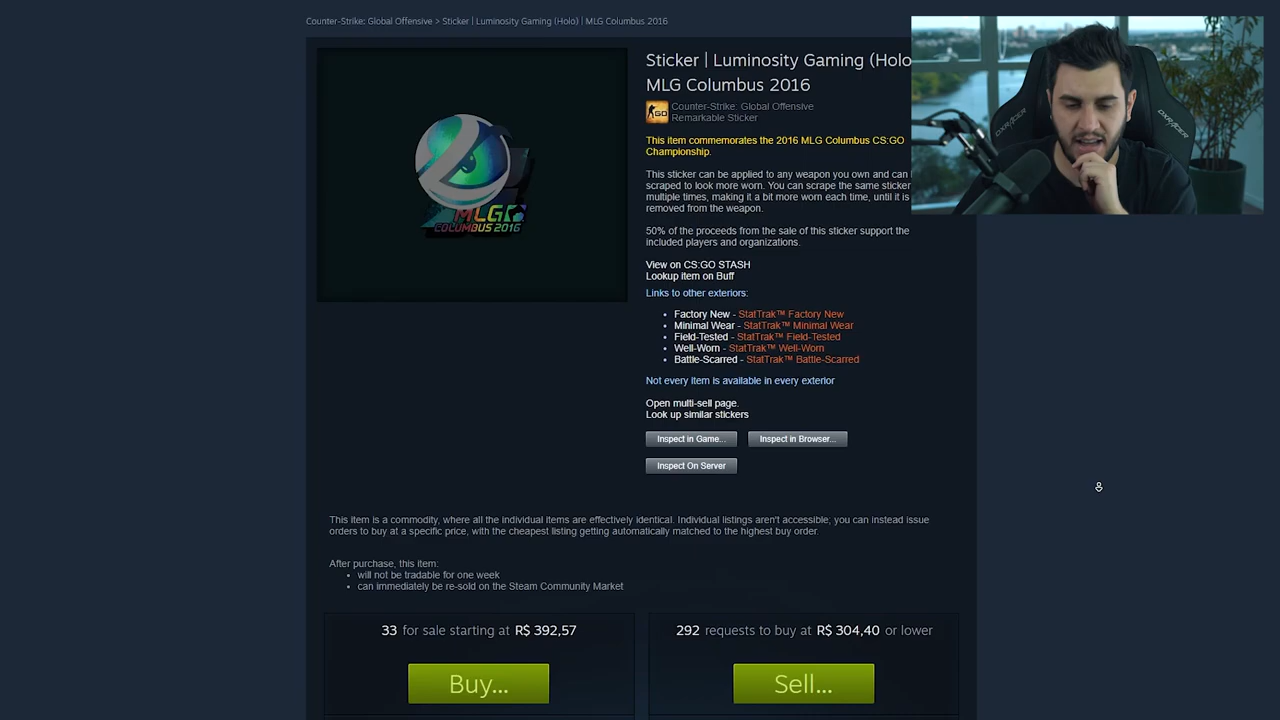 Counter-Strike: Global Offensive > Sticker | Luminosity Gaming (Holo) | MLG Columbus 2016
Sticker | Luminosity Gaming (Holo
MLG Columbus 2016
Counter-Strike: Global Offensive
Remarkable Sticker
This item commemorates the 2016 MLG Columbus CS:GO
Championship.
This sticker can be applied to any weapon you own and can
scraped to look more worn. You can scrape the same sticker
multiple times, making it a bit more worn each time, until it is
removed from the weapon.
50% of the proceeds from the sale of this sticker support the
included players and organizations.
View on CS:GO STASH
Lookup item on Buff
Links to other exteriors:
Factory New - StatTrak™ Factory New
Minimal Wear - StatTrak™ Minimal Wear
Field-Tested - StatTrak™ Field-Tested
Well-Worn - StatTrak™ Well-Worn
Battle-Scarred - StatTrak™ Battle-Scarred
Not every item is available in every exterior
Open multi-sell page.
Look up similar stickers
Inspect in Game... Inspect in Browser...
Inspect On Server
MLG
COLUMBUS 2016
GO
DXRACER
DXRACER
This item is a commodity, where all the individual items are effectively identical. Individual listings aren't accessible; you can instead issue
orders to buy at a specific price, with the cheapest listing getting automatically matched to the highest buy order.
After purchase, this item:
will not be tradable for one week
can immediately be re-sold on the Steam Community Market
33 for sale starting at R$ 392,57
292 requests to buy at R$ 304,40 or lower
Buy...
Sell...